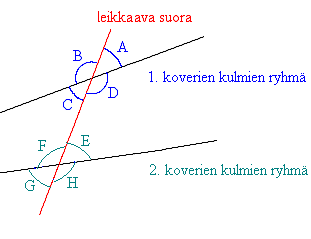 leikkaava suora
A
B
1. koverien kulmien ryhmä
D
C
E
F
2. koverien kulmien ryhmä
H
G